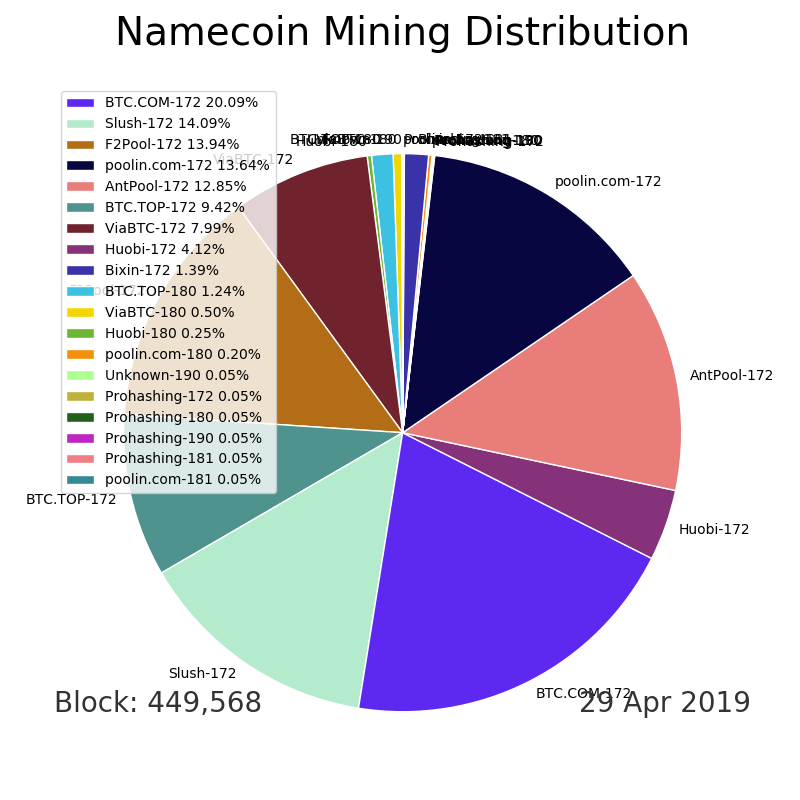 Namecoin Mining Distribution
BTC.COM-172 20.09%
Slush-172 14.09%
F2Pool-172 13.94%
poolin.com-172 13.64%
AntPool-172 12.85%
BTC.TOP-172 9.42%
ViaBTC-172 7.99%
Huobi-172 4.12%
Bixin-172 1.39%
BTC.TOP-180 1.24%
ViaBTC-180 0.50%
Huobi-180 0.25%
poolin.com-180 0.20%
Unknown-190 0.05%
Prohashing-172 0.05%
Prohashing-180 0.05%
Prohashing-190 0.05%
Prohashing-181 0.05%
poolin.com-181 0.05%
ViaBTC-172
poolin.com-172
AntPool-172
Huobi-172
BTC.TOP-172
Slush-172
BTC.COM-172
Block: 449,568
29 Apr 2019